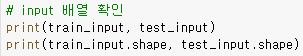 # input 배열 확인
print(train_input, test_input)
print(train_input.shape, test_input.shape)